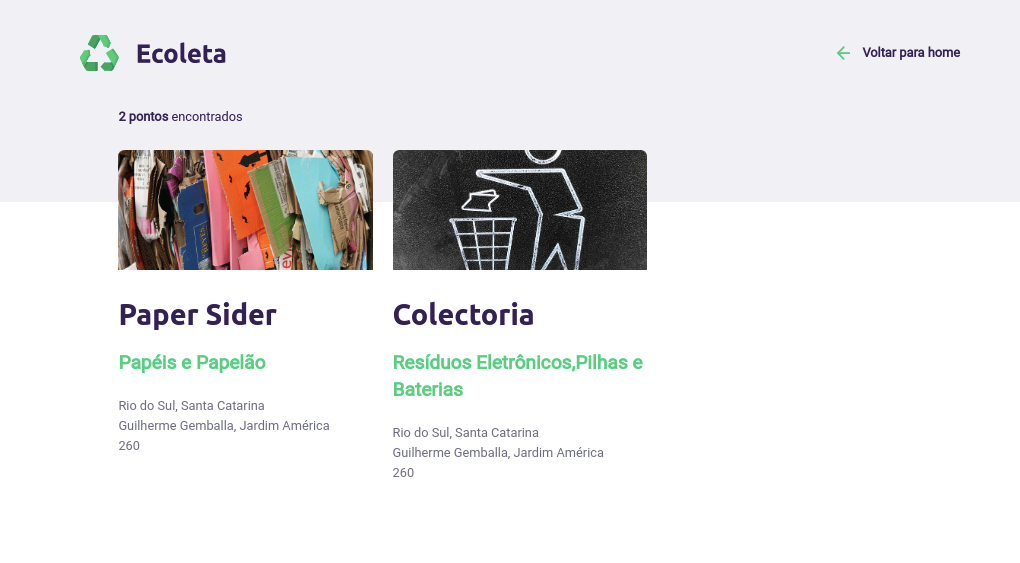 Ecoleta
Voltar para home
2 pontos encontrados
Paper Sider
Papéis e Papelão
Rio do Sul, Santa Catarina
Guilherme Gemballa, Jardim América
260
Colectoria
Resíduos Eletrônicos,Pilhas e
Baterias
Rio do Sul, Santa Catarina
Guilherme Gemballa, Jardim América
260